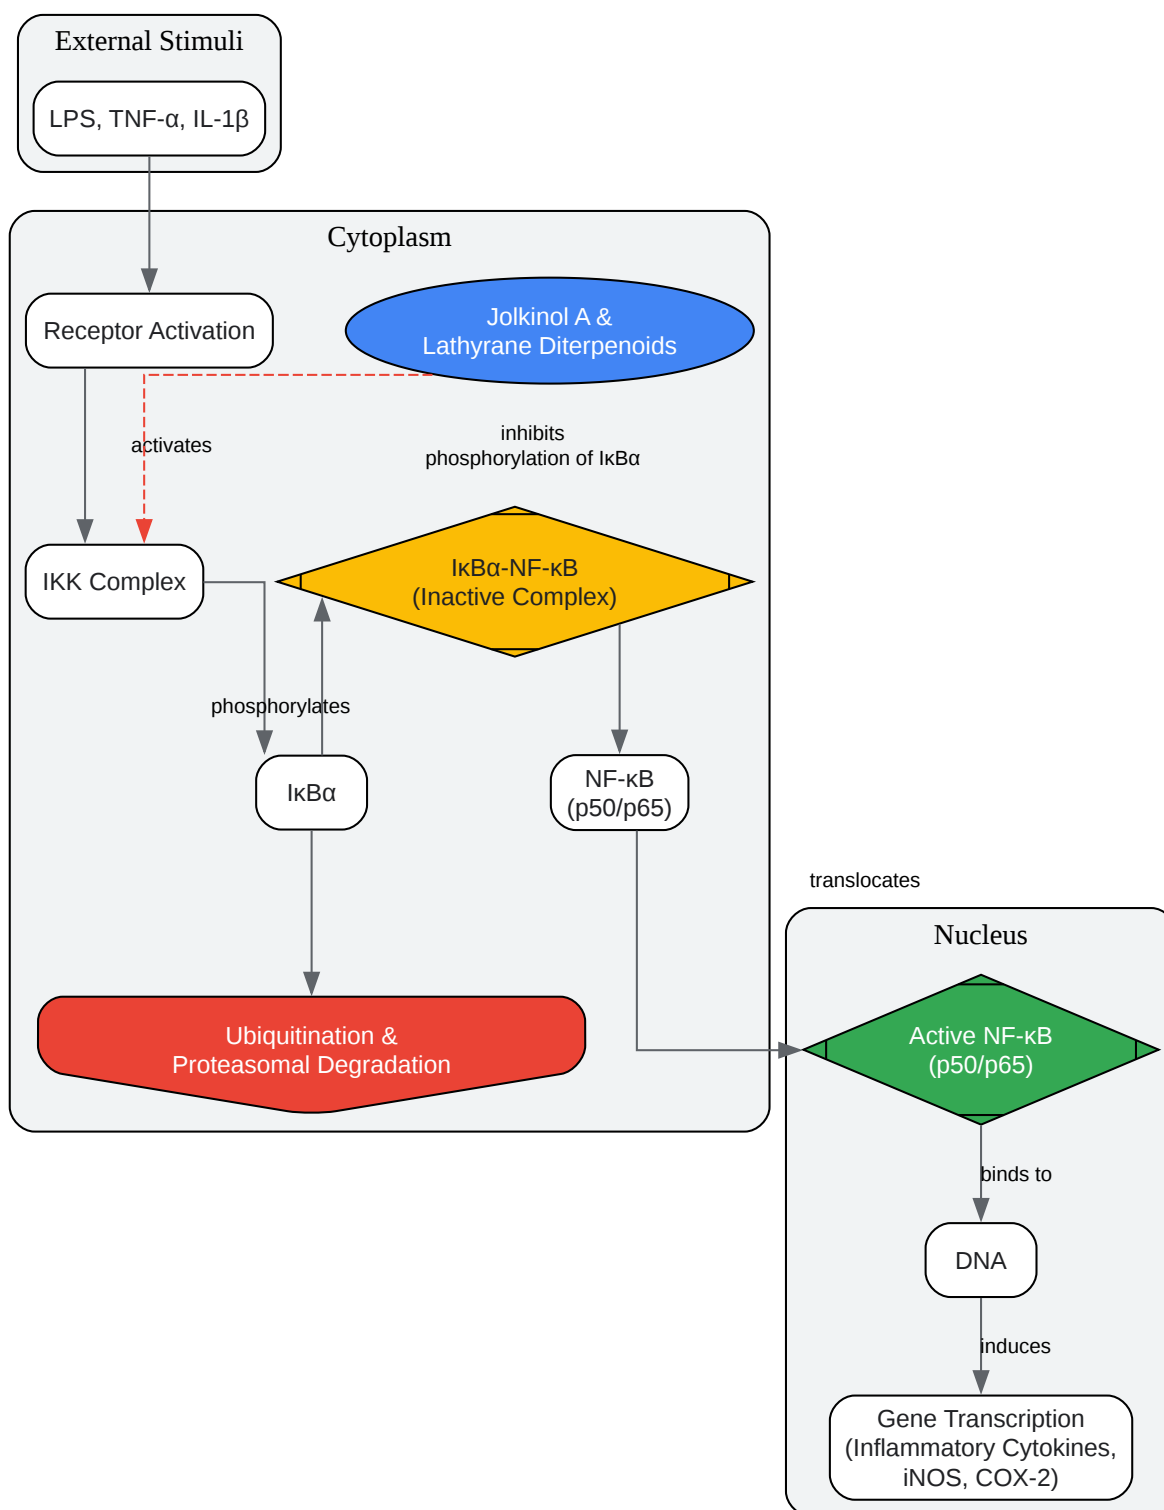 External Stimuli
LPS, TNF-α, IL-1β
Cytoplasm
Receptor Activation
Jolkinol A &
Lathyrane Diterpenoids
activates
inhibits
phosphorylation of IκBα
IKK Complex
IκBα-NF-κB
(Inactive Complex)
phosphorylates
IκBα
NF-κB
(p50/p65)
translocates
Nucleus
Ubiquitination &
Proteasomal Degradation
Active NF-κB
(p50/p65)
binds to
DNA
induces
Gene Transcription
(Inflammatory Cytokines,
iNOS, COX-2)